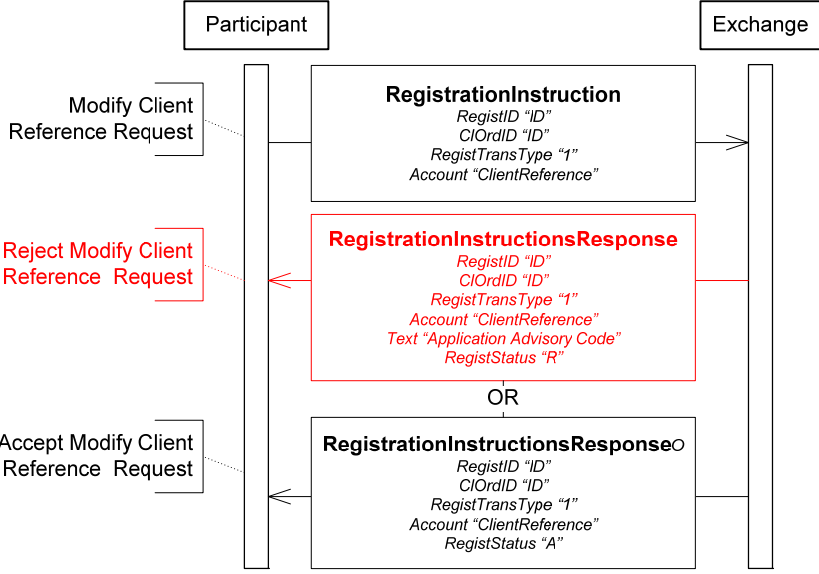 Participant
Exchange
Modify Client
Reference Request
RegistrationInstruction
RegistID “ID”
ClOrdID “ID”
RegistTransType “1”
Account “ClientReference”
Reject Modify Client
Reference Request
RegistrationInstructionsResponse
RegistID “ID”
ClOrdID “ID”
RegistTransType “1”
Account “ClientReference”
Text “Application Advisory Code”
RegistStatus “R”
OR
Accept Modify Client
Reference Request
RegistrationInstructionsResponseO
RegistID “ID”
ClOrdID “ID”
RegistTransType “1”
Account “ClientReference”
RegistStatus “A”